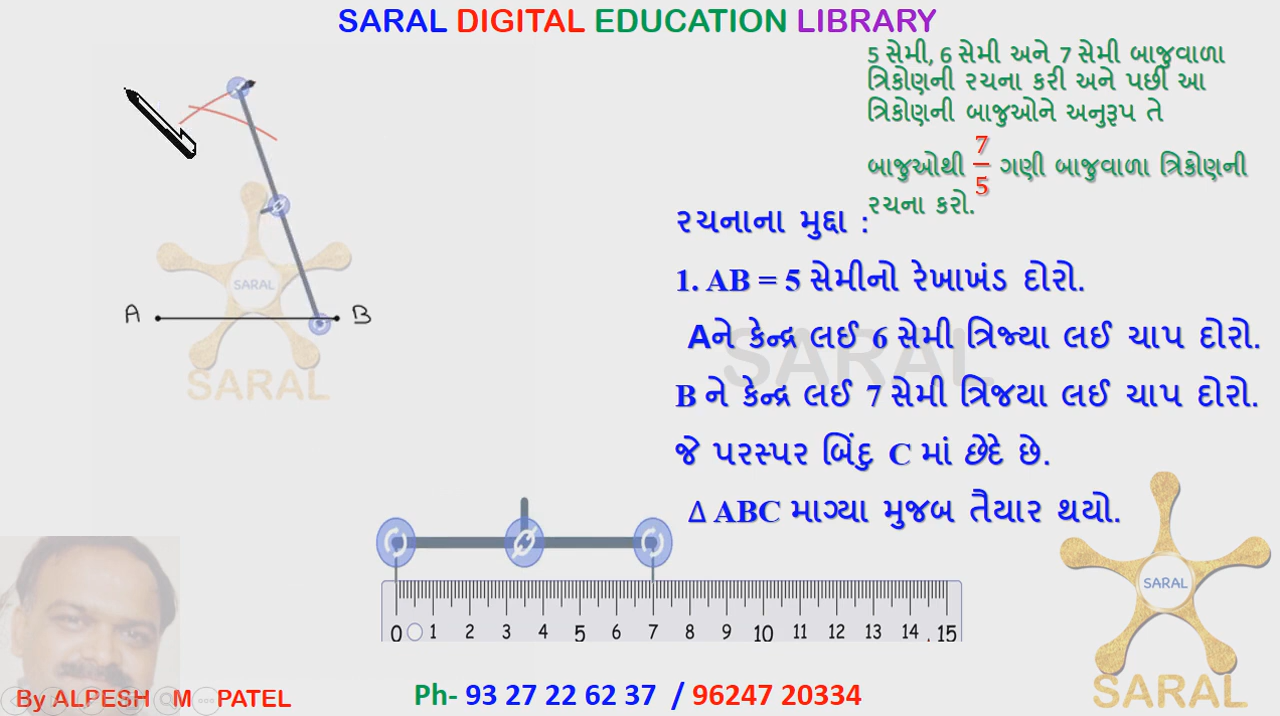 SARAL DIGITAL EDUCATION LIBRARY
5 સેમી, 6 સેમી અને 7 સેમી બાજુવાળા
ત્રિકોણની રચના કરી અને પછી આ
ત્રિકોણની બાજુઓને અનુરૂપ તે
બાજુઓથી 7/5 ગણી બાજુવાળા ત્રિકોણની
રચના કરો.
રચનાના મુદ્દા :
1. AB = 5 સેમીનો રેખાખંડ દોરો.
Aને કેન્દ્ર લઈ 6 સેમી ત્રિજ્યા લઈ ચાપ દોરો.
B ને કેન્દ્ર લઈ 7 સેમી ત્રિજયા લઈ ચાપ દોરો.
જે પરસ્પર બિંદુ C માં છેદે છે.
Δ ABC માગ્યા મુજબ તૈયાર થયો.
A B
SARAL
SARAL
SARAL
0 1 2 3 4 5 6 7 8 9 10 11 12 13 14 . 15
SARAL
SARAL
By ALPESH M PATEL
Ph- 93 27 22 62 37 / 96247 20334